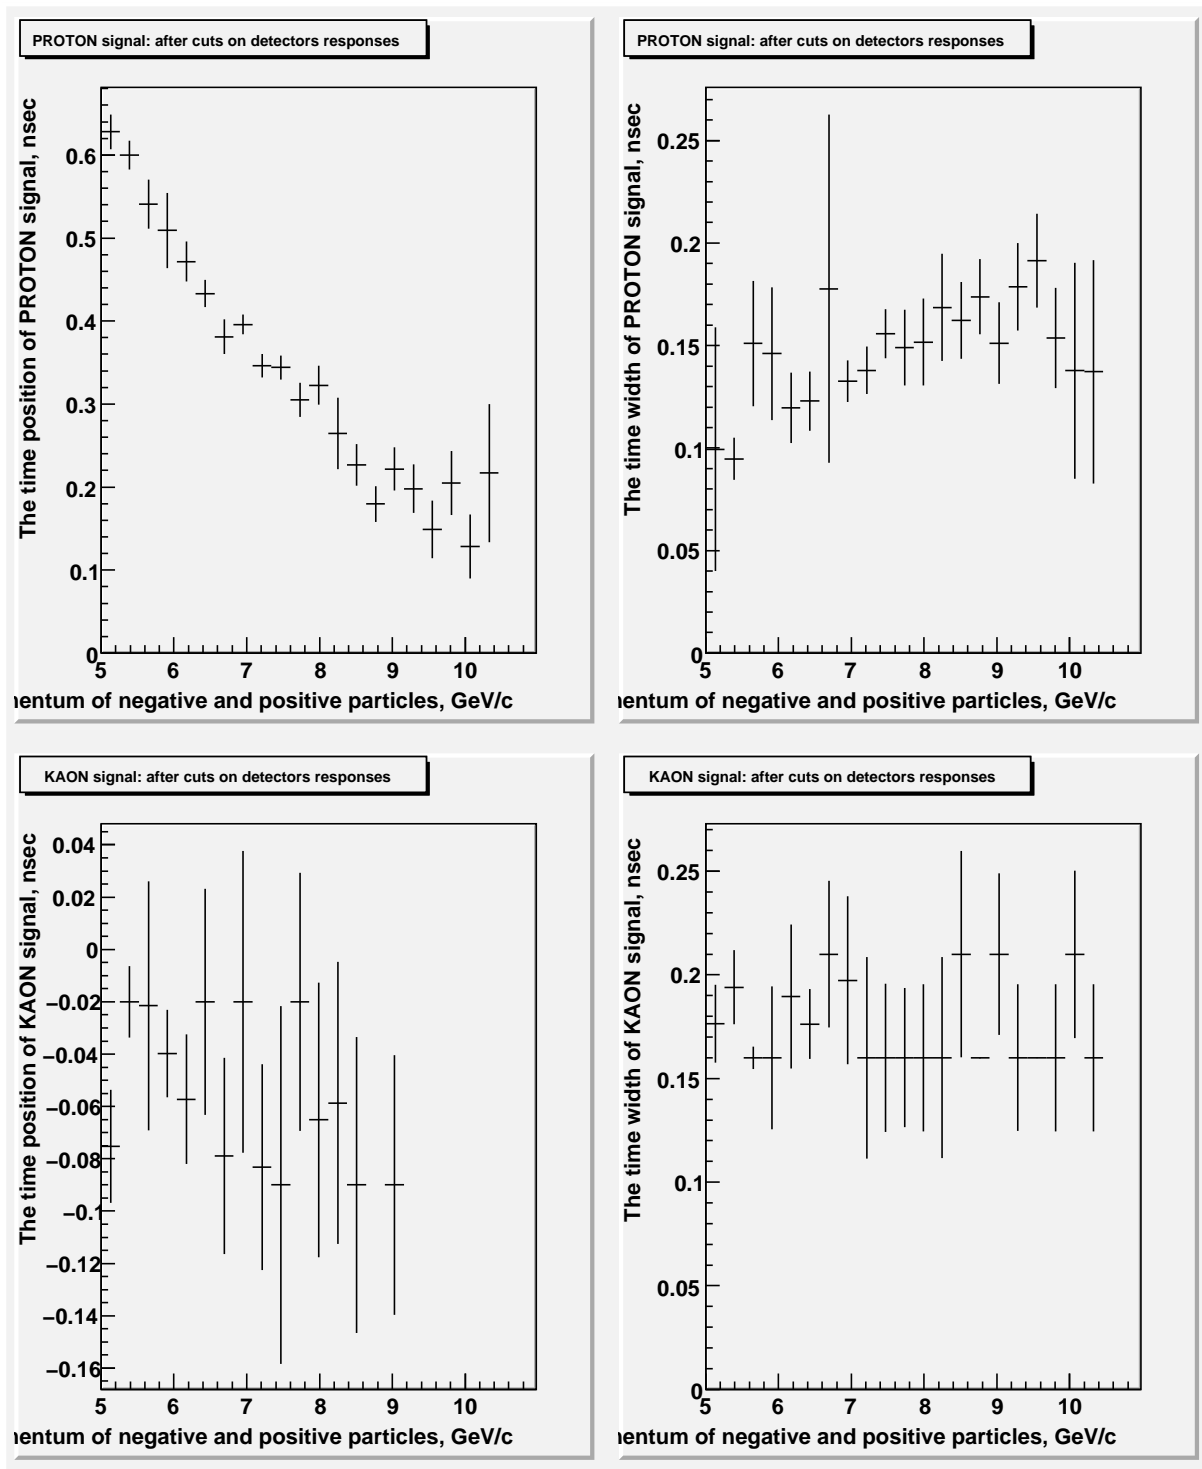 PROTON signal: after cuts on detectors responses
The time position of PROTON signal, nsec
0.6
0.5
0.4
0.3
0.2
0.1
0
5 6 7 8 9 10
of negative and positive particles, GeV/c
PROTON signal: after cuts on detectors responses
The time width of PROTON signal, nsec
0.25
0.2
0.15
0.1
0.05
0
5 6 7 8 9 10
of negative and positive particles, GeV/c
KAON signal: after cuts on detectors responses
The time position of KAON signal, nsec
0.04
0.02
0
−0.02
−0.04
−0.06
−0.08
−0.1
−0.12
−0.14
−0.16
5 6 7 8 9 10
of negative and positive particles, GeV/c
KAON signal: after cuts on detectors responses
The time width of KAON signal, nsec
0.25
0.2
0.15
0.1
0.05
0
5 6 7 8 9 10
of negative and positive particles, GeV/c